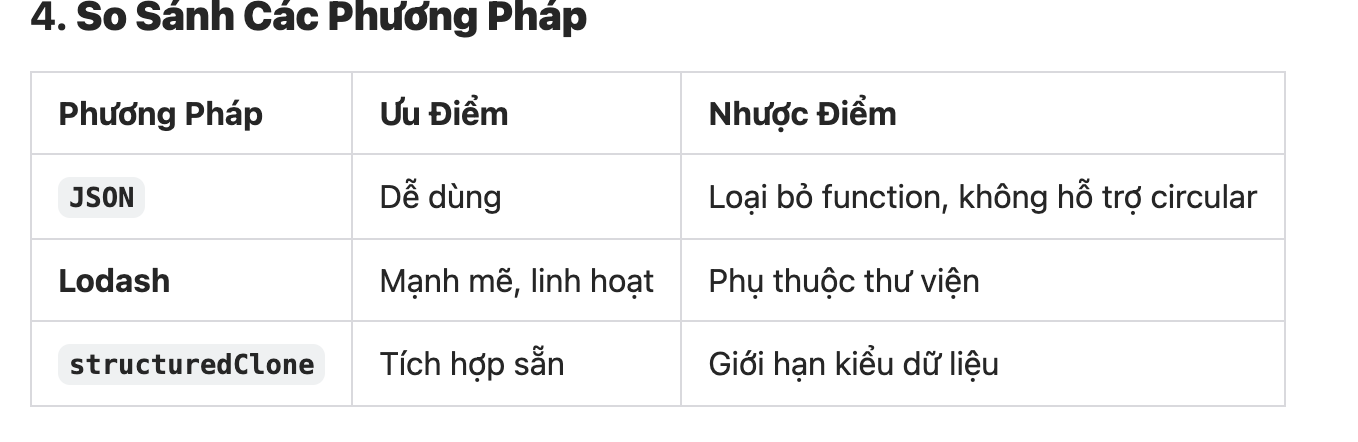 4. So Sánh Các Phương Pháp
Phương Pháp Ưu Điểm Nhược Điểm
JSON Dễ dùng Loại bỏ function, không hỗ trợ circular
Lodash Mạnh mẽ, linh hoạt Phụ thuộc thư viện
structuredClone Tích hợp sẵn Giới hạn kiểu dữ liệu